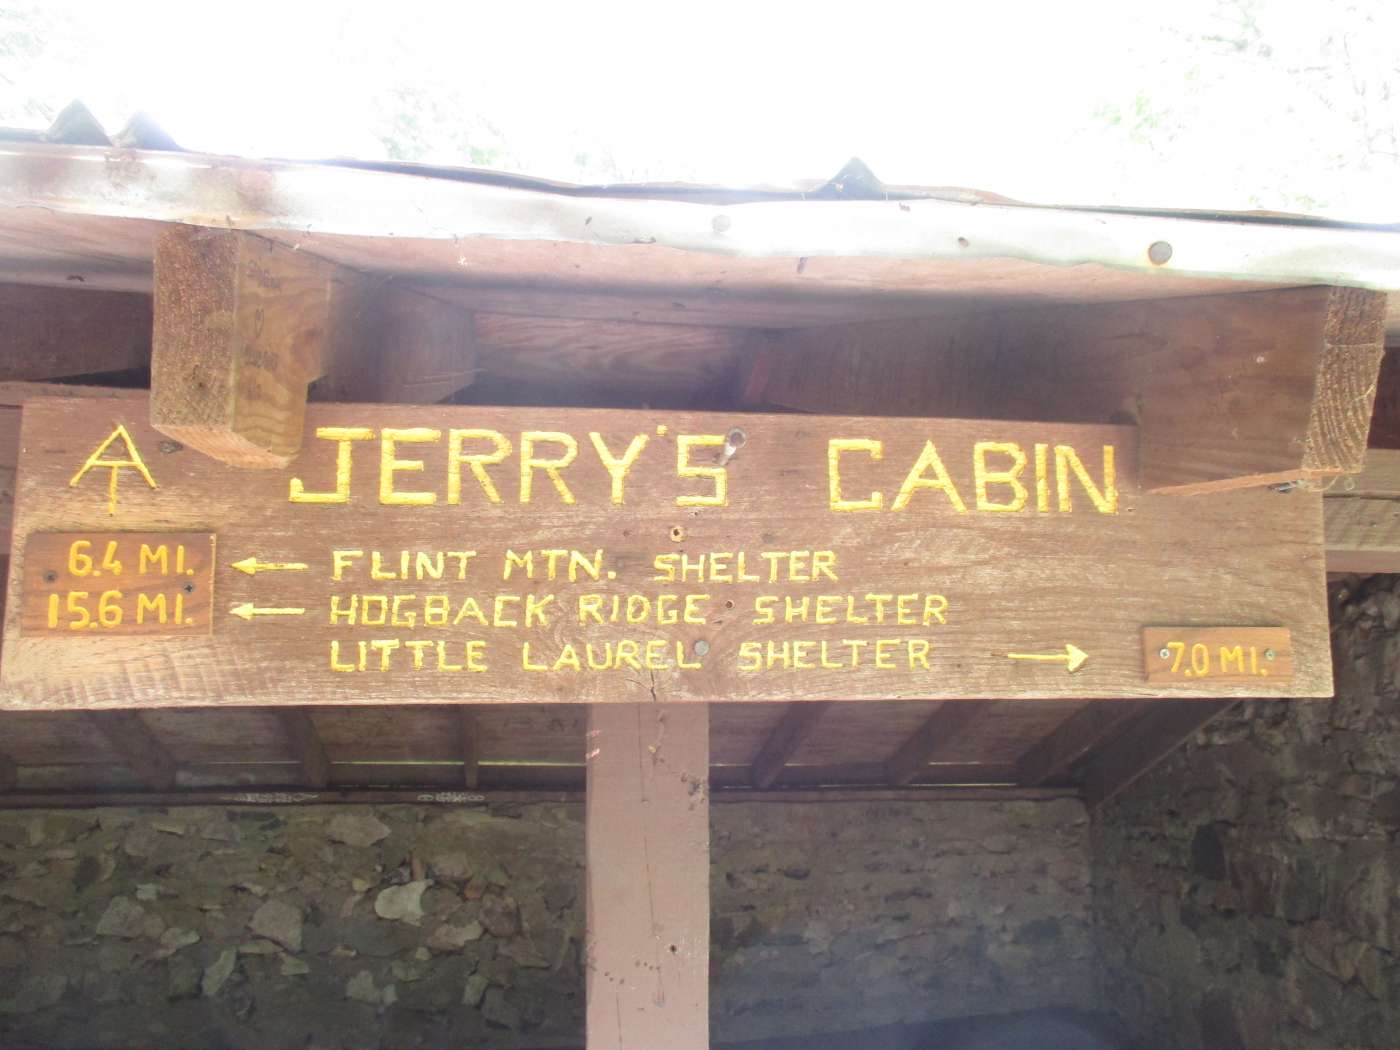 AT JERRY'S CABIN
6.4 MI. ← FLINT MTN. SHELTER
15.6 MI. ← HOGBACK RIDGE SHELTER
LITTLE LAUREL SHELTER → 7.0 MI.